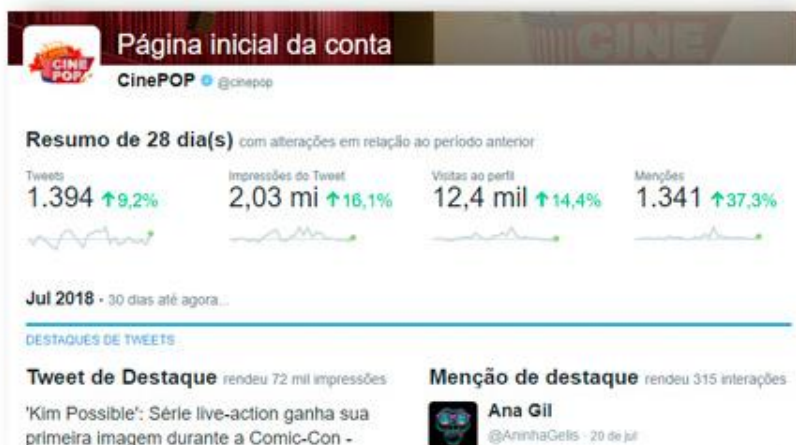 CINE
Página inicial da conta
CINE
POP
CinePOP @cinepop
Resumo de 28 dia(s) com alterações em relação ao período anterior
Tweets
1.394 ↑9,2%
Impressões do Tweet
2,03 mi ↑16,1%
Visitas ao perfil
12,4 mil ↑14,4%
Menções
1.341 ↑37,3%
Jul 2018 • 30 dias até agora...
DESTAQUES DE TWEETS
Tweet de Destaque rendeu 72 mil impressões
'Kim Possible': Série live-action ganha sua
primeira imagem durante a Comic-Con -
Menção de destaque rendeu 315 interações
Ana Gil
@AninhaGelis · 20 de jul